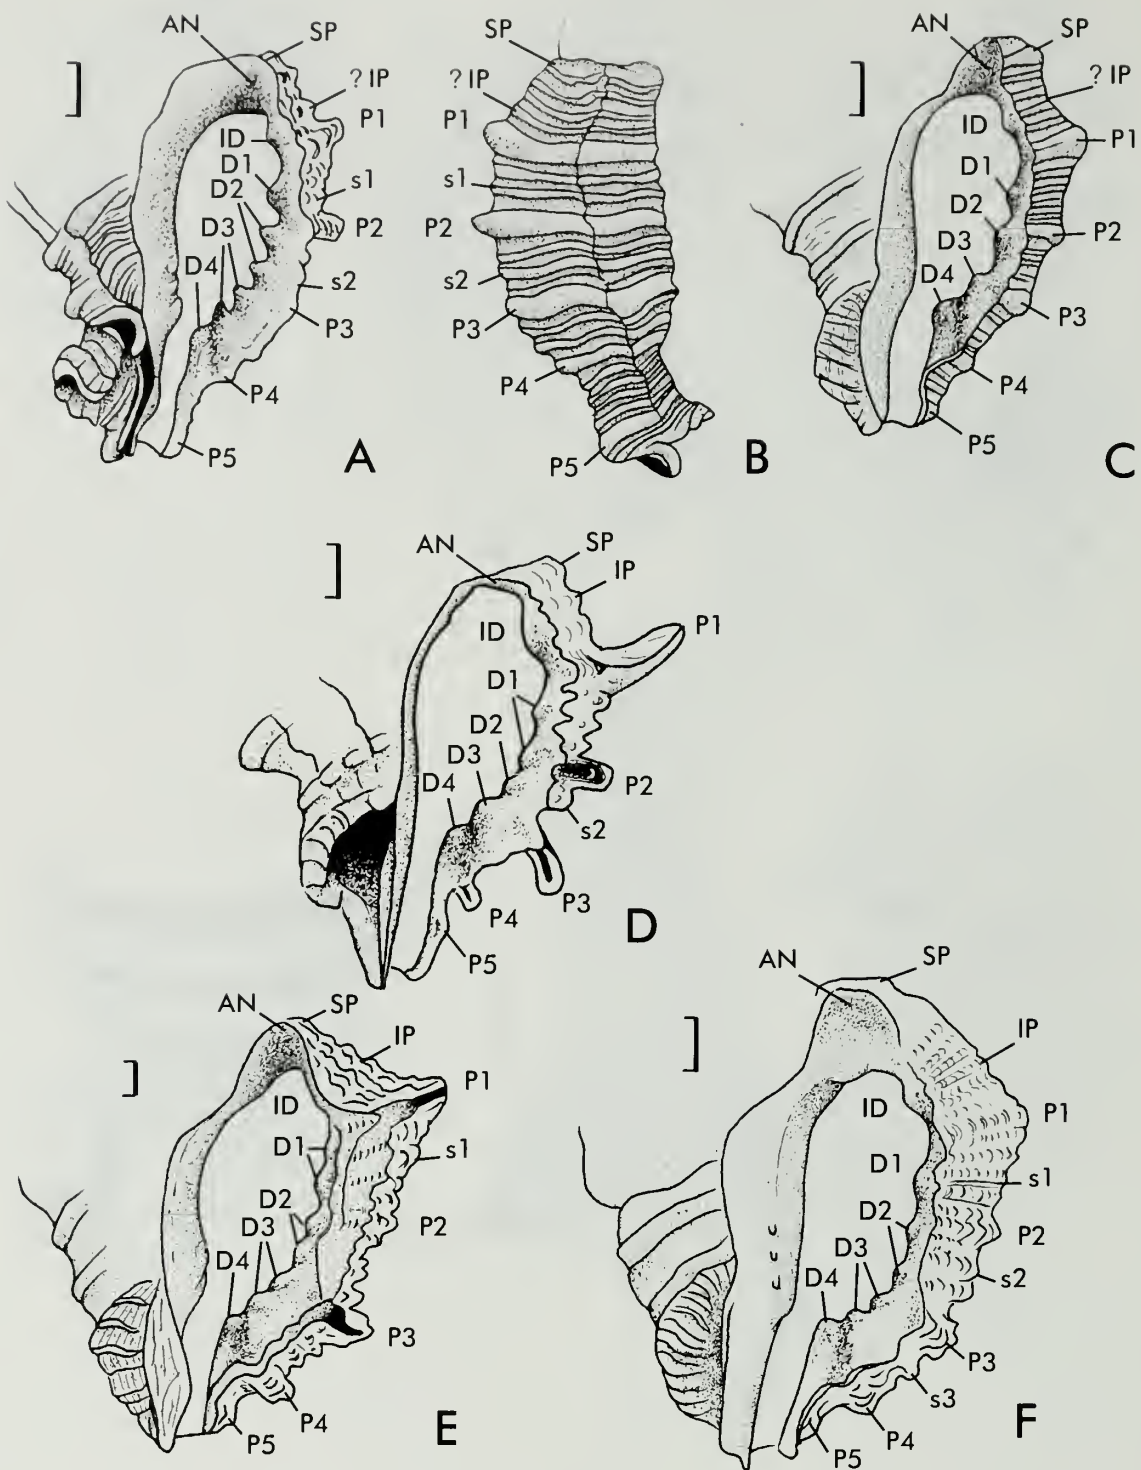 AN
SP
? IP
P1
ID
D1
D2
D3
D4
s1
P2
s2
P3
P4
P5
A
SP
? IP
P1
s1
P2
s2
P3
P4
P5
B
AN
SP
? IP
P1
ID
D1
D2
D3
D4
P2
P3
P4
P5
C
AN
SP
IP
P1
ID
D1
D2
D3
D4
P2
s2
P3
P4
P5
D
AN
SP
IP
P1
ID
D1
s1
D2
P2
D3
D4
P3
P4
P5
E
AN
SP
IP
P1
ID
D1
s1
D2
P2
D3
s2
D4
P3
s3
P4
P5
F